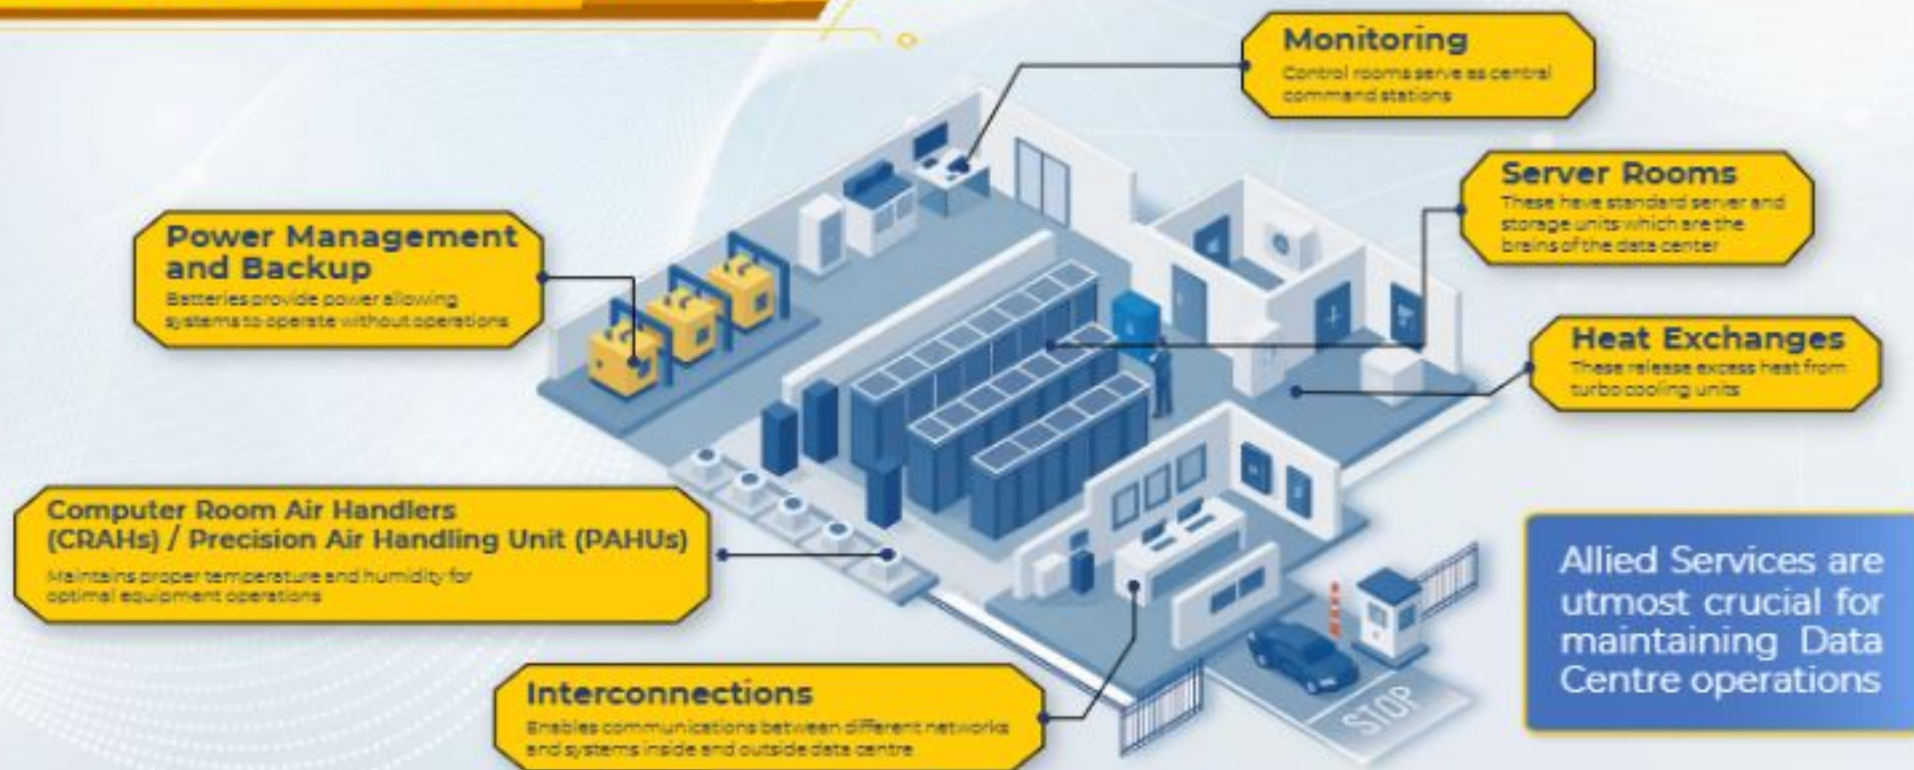 Monitoring
Control rooms serve as central
command stations
Server Rooms
These have standard server and
storage units which are the
brains of the data center
Power Management
and Backup
Batteries provide power allowing
systems to operate without operations
Heat Exchanges
These release excess heat from
turbo cooling units
Computer Room Air Handlers
(CRAHs) / Precision Air Handling Unit (PAHUs)
Maintains proper temperature and humidity for
optimal equipment operations
Allied Services are
utmost crucial for
maintaining Data
Centre operations
Interconnections
Enables communications between different networks
and systems inside and outside data centre
STOP